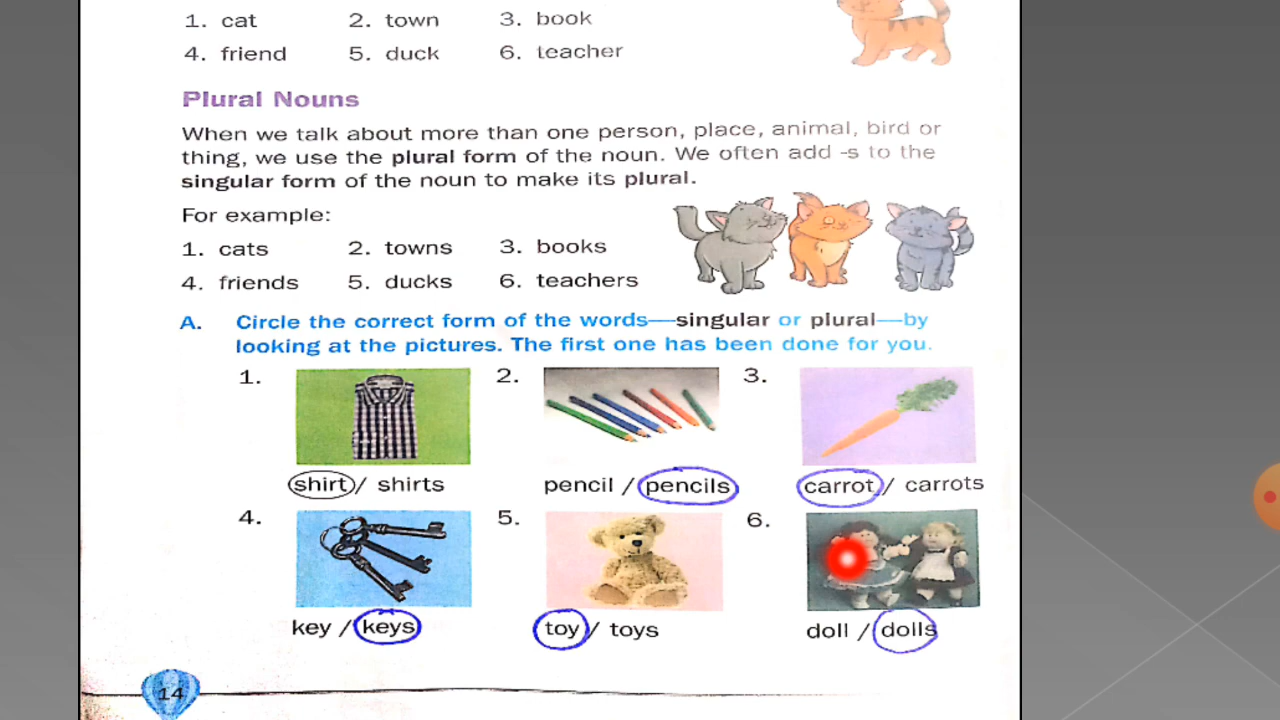 1. cat 2. town 3. book
4. friend 5. duck 6. teacher
Plural Nouns
When we talk about more than one person, place, animal, bird or
thing, we use the plural form of the noun. We often add -s to the
singular form of the noun to make its plural.
For example:
1. cats 2. towns 3. books
4. friends 5. ducks 6. teachers
A. Circle the correct form of the words—singular or plural—by
looking at the pictures. The first one has been done for you.
1. 2. 3.
shirt / shirts pencil / pencils carrot / carrots
4. 5. 6.
key / keys toy / toys doll / dolls
14